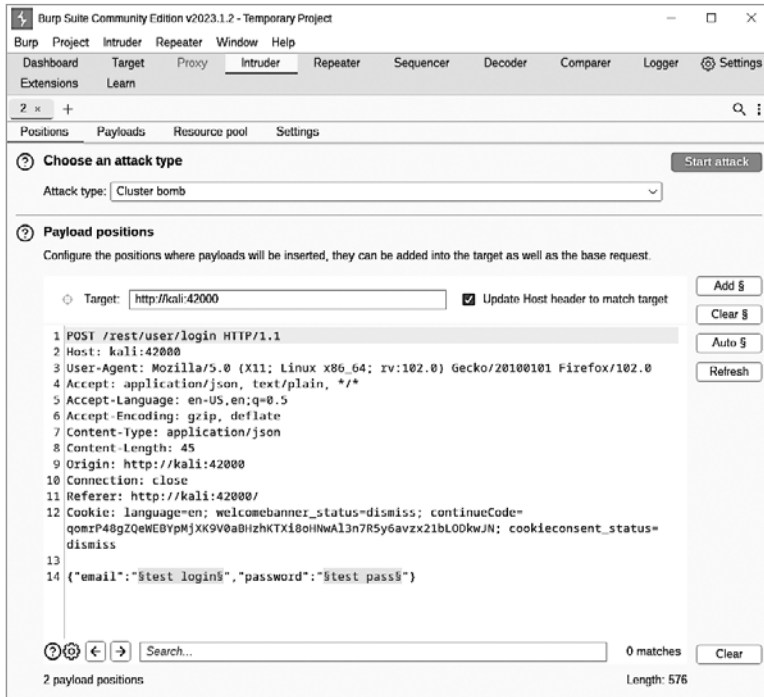 Burp Suite Community Edition v2023.1.2 - Temporary Project
Burp Project Intruder Repeater Window Help
Dashboard Target Proxy Intruder Repeater Sequencer Decoder Comparer Logger Settings
Extensions Learn
2 × +
Positions Payloads Resource pool Settings
? Choose an attack type Start attack
Attack type: Cluster bomb
? Payload positions
Configure the positions where payloads will be inserted, they can be added into the target as well as the base request.
Target: http://kali:42000 Update Host header to match target
Add §
Clear §
Auto §
Refresh
1 POST /rest/user/login HTTP/1.1
2 Host: kali:42000
3 User-Agent: Mozilla/5.0 (X11; Linux x86_64; rv:102.0) Gecko/20100101 Firefox/102.0
4 Accept: application/json, text/plain, */*
5 Accept-Language: en-US,en;q=0.5
6 Accept-Encoding: gzip, deflate
7 Content-Type: application/json
8 Content-Length: 45
9 Origin: http://kali:42000
10 Connection: close
11 Referer: http://kali:42000/
12 Cookie: language=en; welcomebanner_status=dismiss; continueCode=
qomrP48gZQeWEBYpMjXK9V0aBHzhKTXi8oHNwAl3n7R5y6avzx21bLODkwJN; cookieconsent_status=
dismiss
13
14 {"email":"§test login§","password":"§test pass§"}
? Search... 0 matches Clear
2 payload positions Length: 576